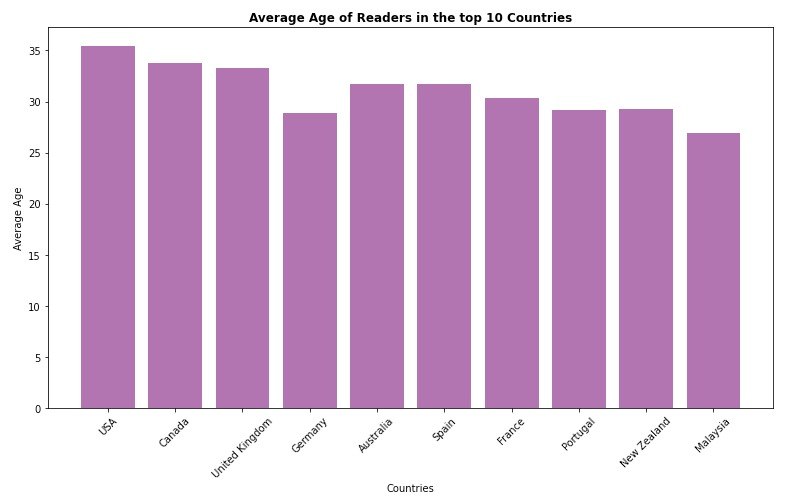 Average Age of Readers in the top 10 Countries
Average Age
35
30
25
20
15
10
5
0
USA
Canada
United Kingdom
Germany
Australia
Spain
France
Portugal
New Zealand
Malaysia
Countries